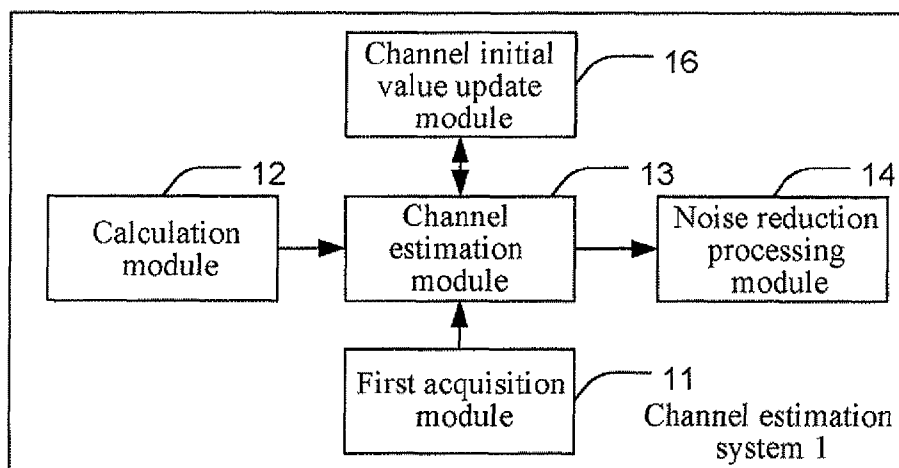 Channel initial
value update
module
16
12
Calculation
module
13
Channel
estimation
module
14
Noise reduction
processing
module
First acquisition
module
11
Channel estimation
system 1